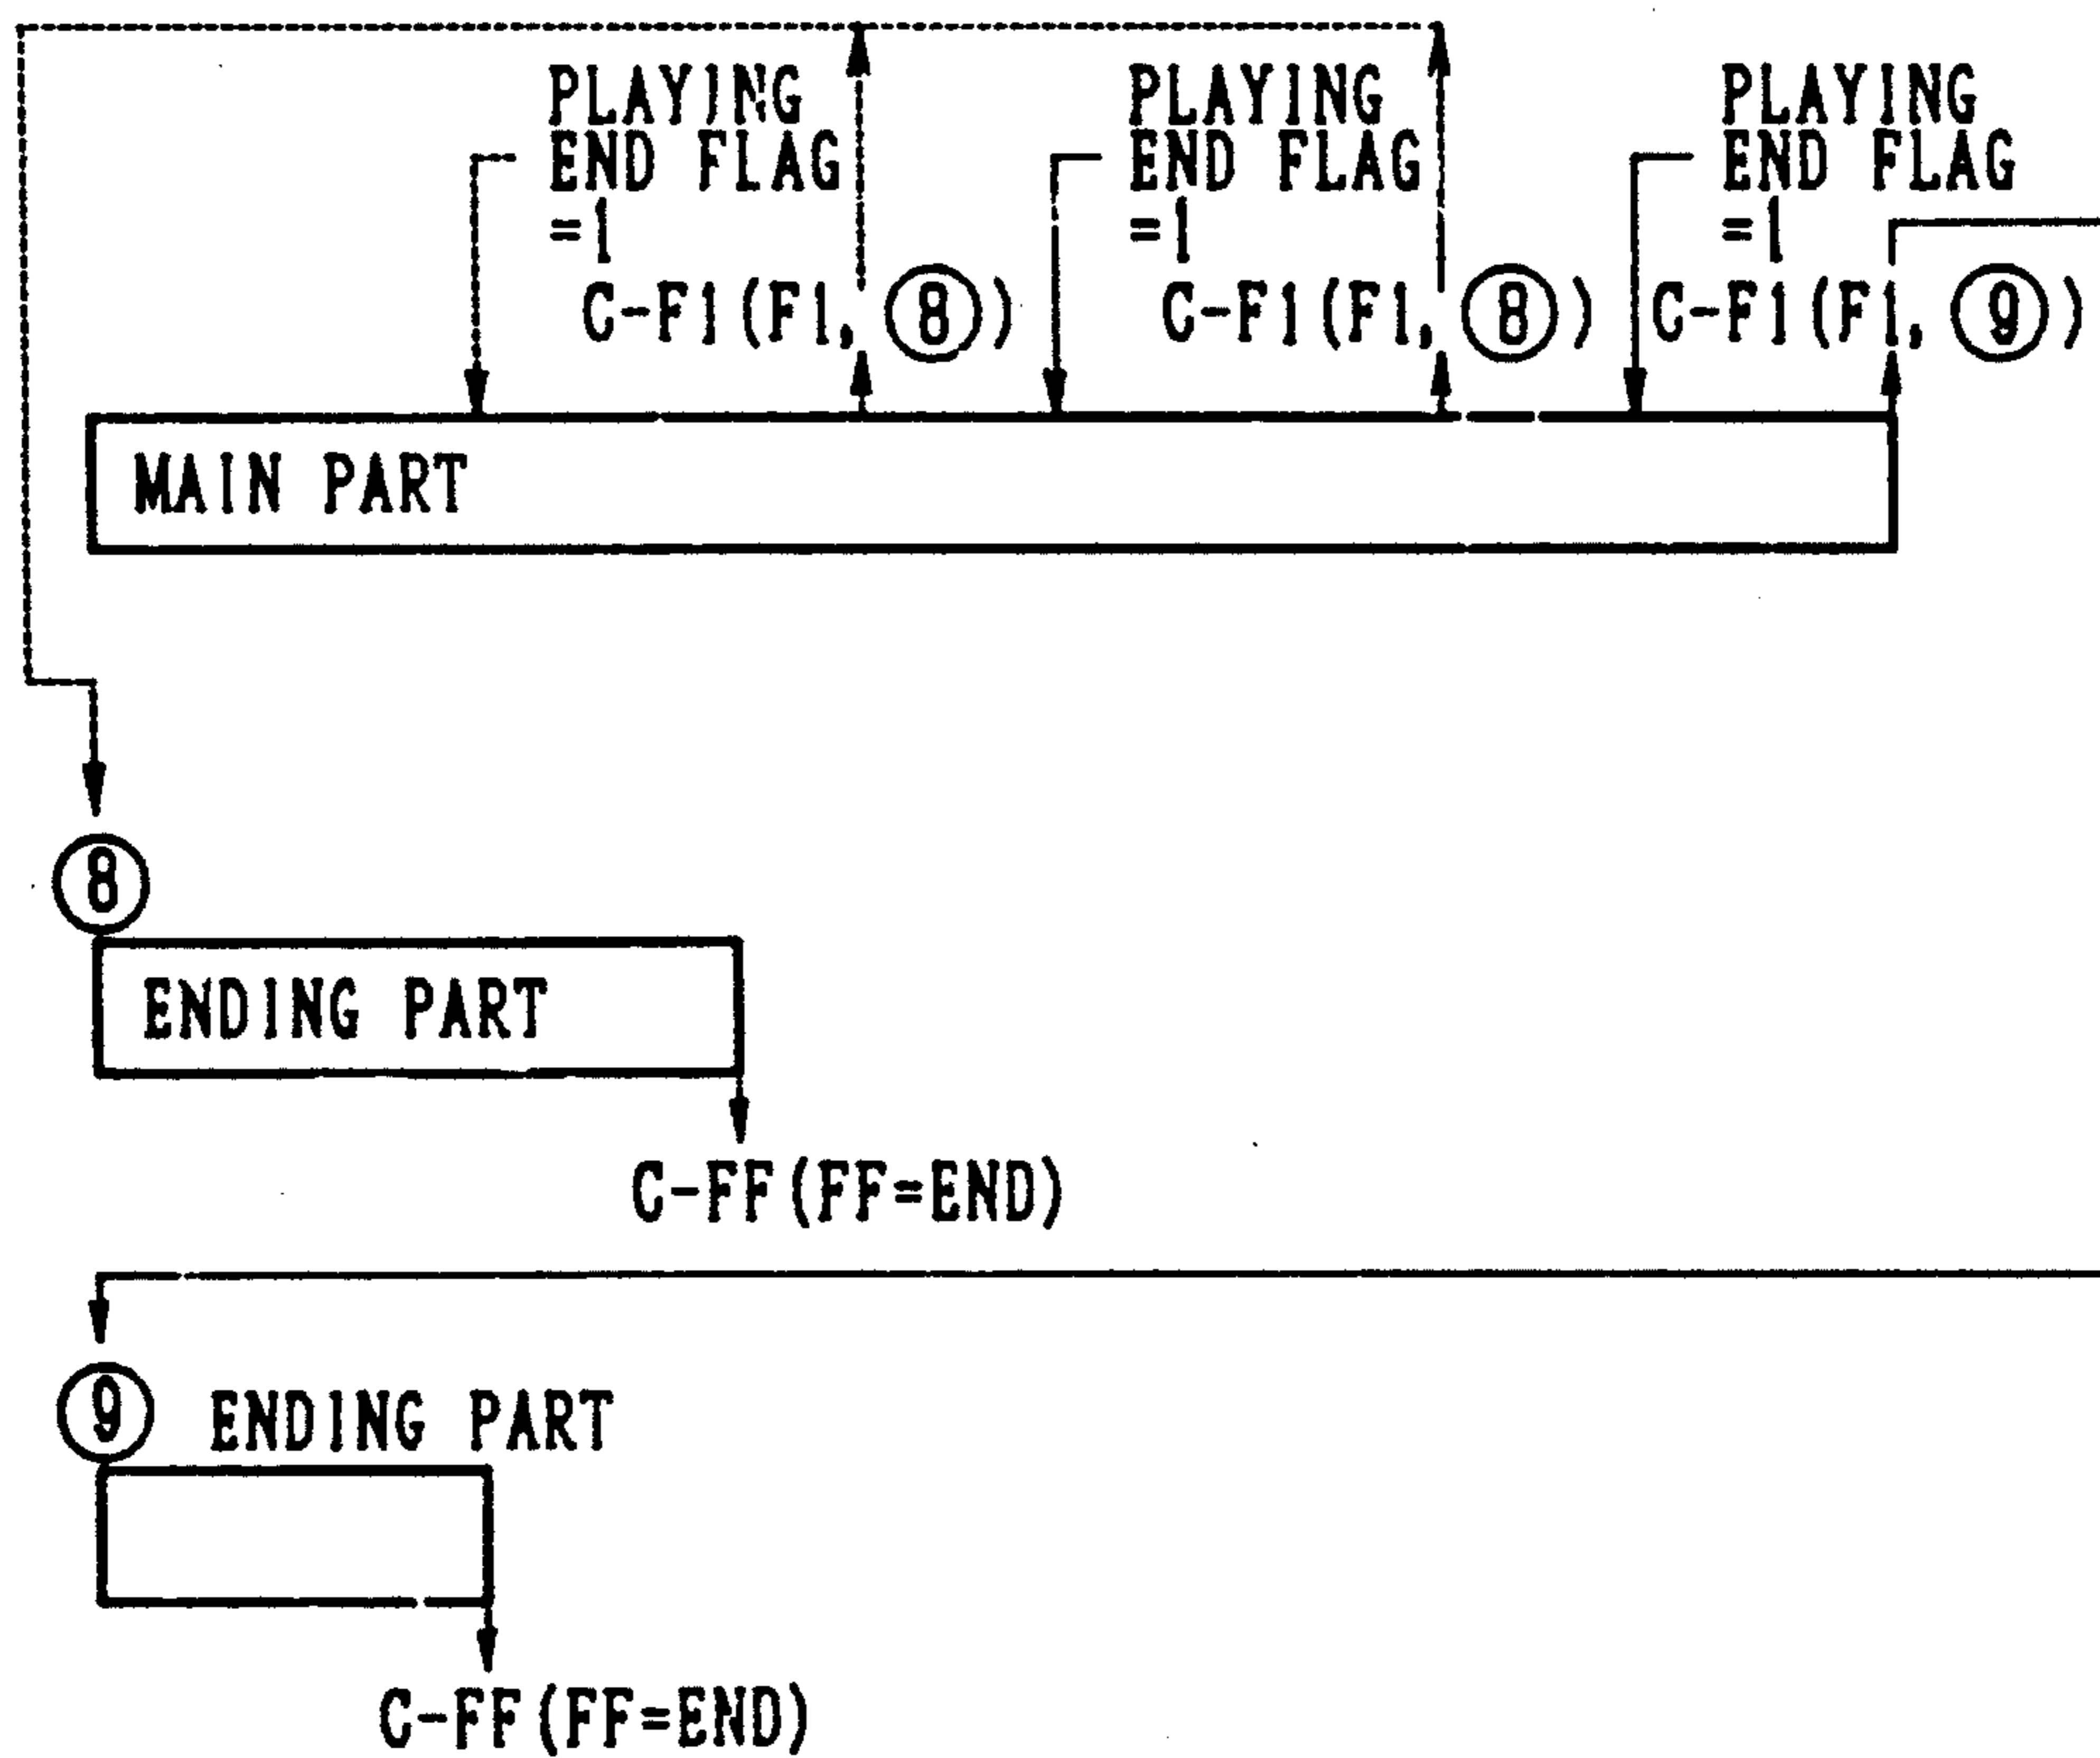 PLAYING
END FLAG
=1
C-F1(F1, ⑧)
PLAYING
END FLAG
=1
C-F1(F1, ⑧)
PLAYING
END FLAG
=1
C-F1(F1, ⑨)
MAIN PART
⑧
ENDING PART
C-FF(FF=END)
⑨ ENDING PART
C-FF(FF=END)